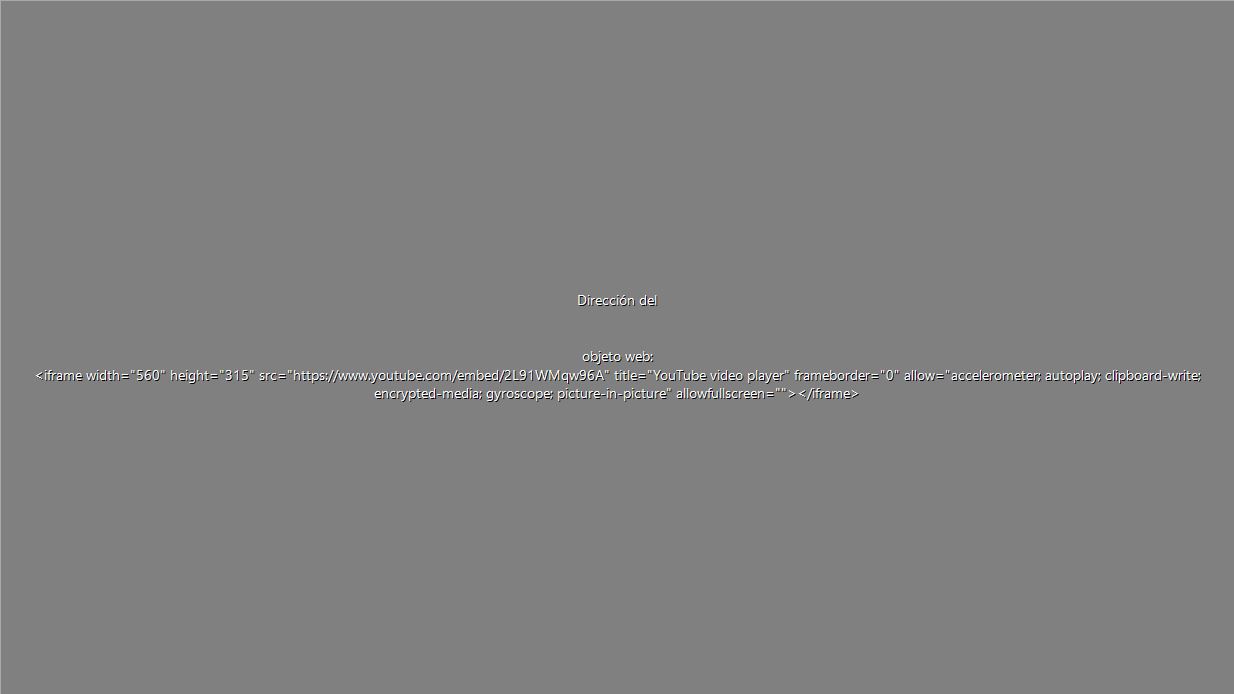 Dirección del
objeto web:
<iframe width="560" height="315" src="https://www.youtube.com/embed/2L91WMqw96A" title="YouTube video player" frameborder="0" allow="accelerometer; autoplay; clipboard-write;
encrypted-media; gyroscope; picture-in-picture" allowfullscreen=""></iframe>